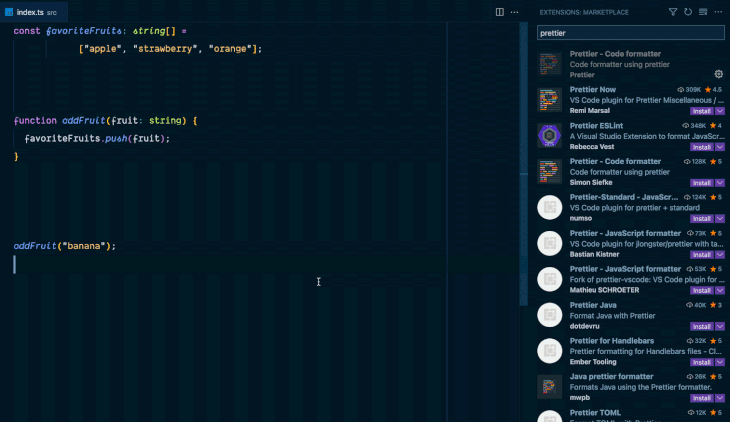 index.ts src
const favoriteFruits: string[] =
["apple", "strawberry", "orange"];
function addFruit(fruit: string) {
favoriteFruits.push(fruit);
}
addFruit("banana");
EXTENSIONS: MARKETPLACE
prettier
Prettier - Code formatter
Code formatter using prettier
Prettier
Prettier Now 309K 4.5
VS Code plugin for Prettier Miscellaneous / ...
Remi Marsal Install
Prettier ESLint 348K 4
A Visual Studio Extension to format JavaScr...
Rebecca Vest Install
Prettier - Code formatter 128K 5
Code formatter using prettier
Simon Siefke Install
Prettier-Standard - JavaScr... 124K 5
VS Code plugin for prettier + standard
numso Install
Prettier - JavaScript formatter 73K 5
VS Code plugin for jlongster/prettier with ta...
Bastian Kistner Install
Prettier - JavaScript formatter 53K 5
Fork of prettier-vscode: VS Code plugin for ...
Mathieu SCHROETER Install
Prettier Java 40K 3
Format Java with Prettier
dotdevru Install
Prettier for Handlebars 32K 5
Prettier formatting for Handlebars files - Cl...
Ember Tooling Install
Java prettier formatter 26K 5
Formats Java using the Prettier formatter.
mwpb Install
Prettier TOML 6K 5